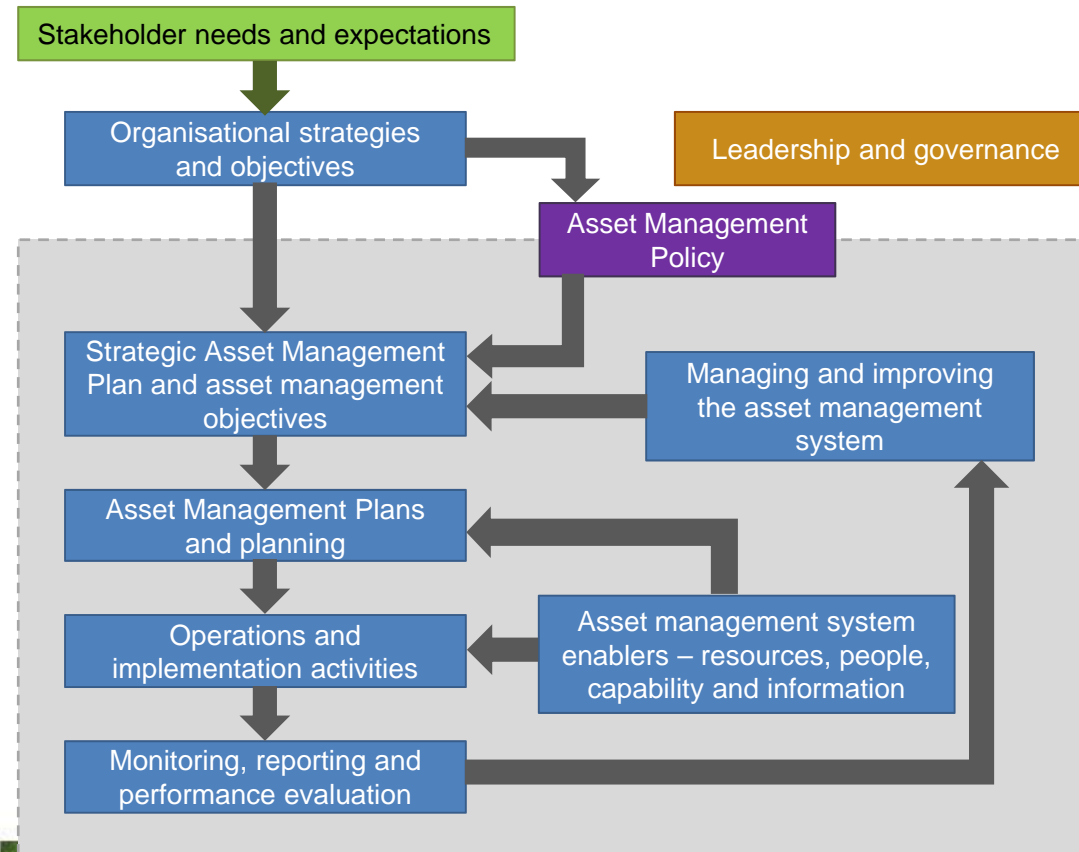 Stakeholder needs and expectations
Organisational strategies
and objectives
Leadership and governance
Asset Management
Policy
Strategic Asset Management
Plan and asset management
objectives
Managing and improving
the asset management
system
Asset Management Plans
and planning
Operations and
implementation activities
Asset management system
enablers – resources, people,
capability and information
Monitoring, reporting and
performance evaluation